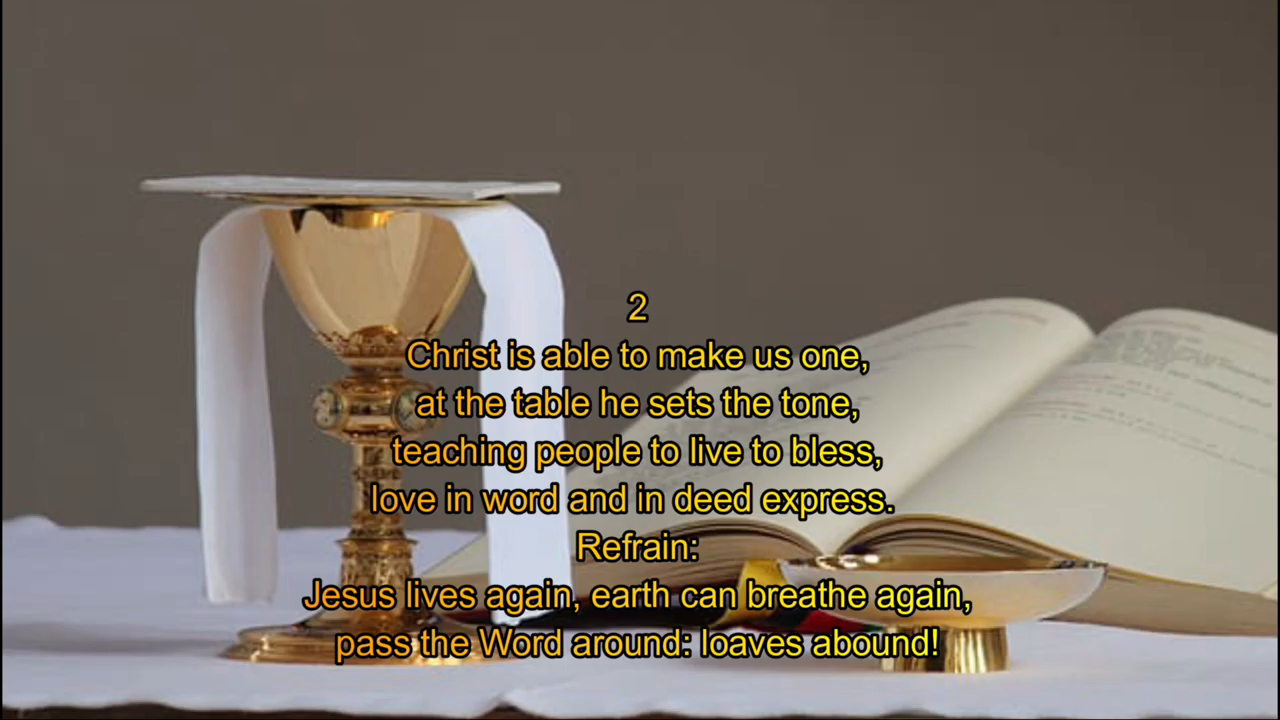 2
Christ is able to make us one,
at the table he sets the tone,
teaching people to live to bless,
love in word and in deed express.
Refrain:
Jesus lives again, earth can breathe again,
pass the Word around: loaves abound!